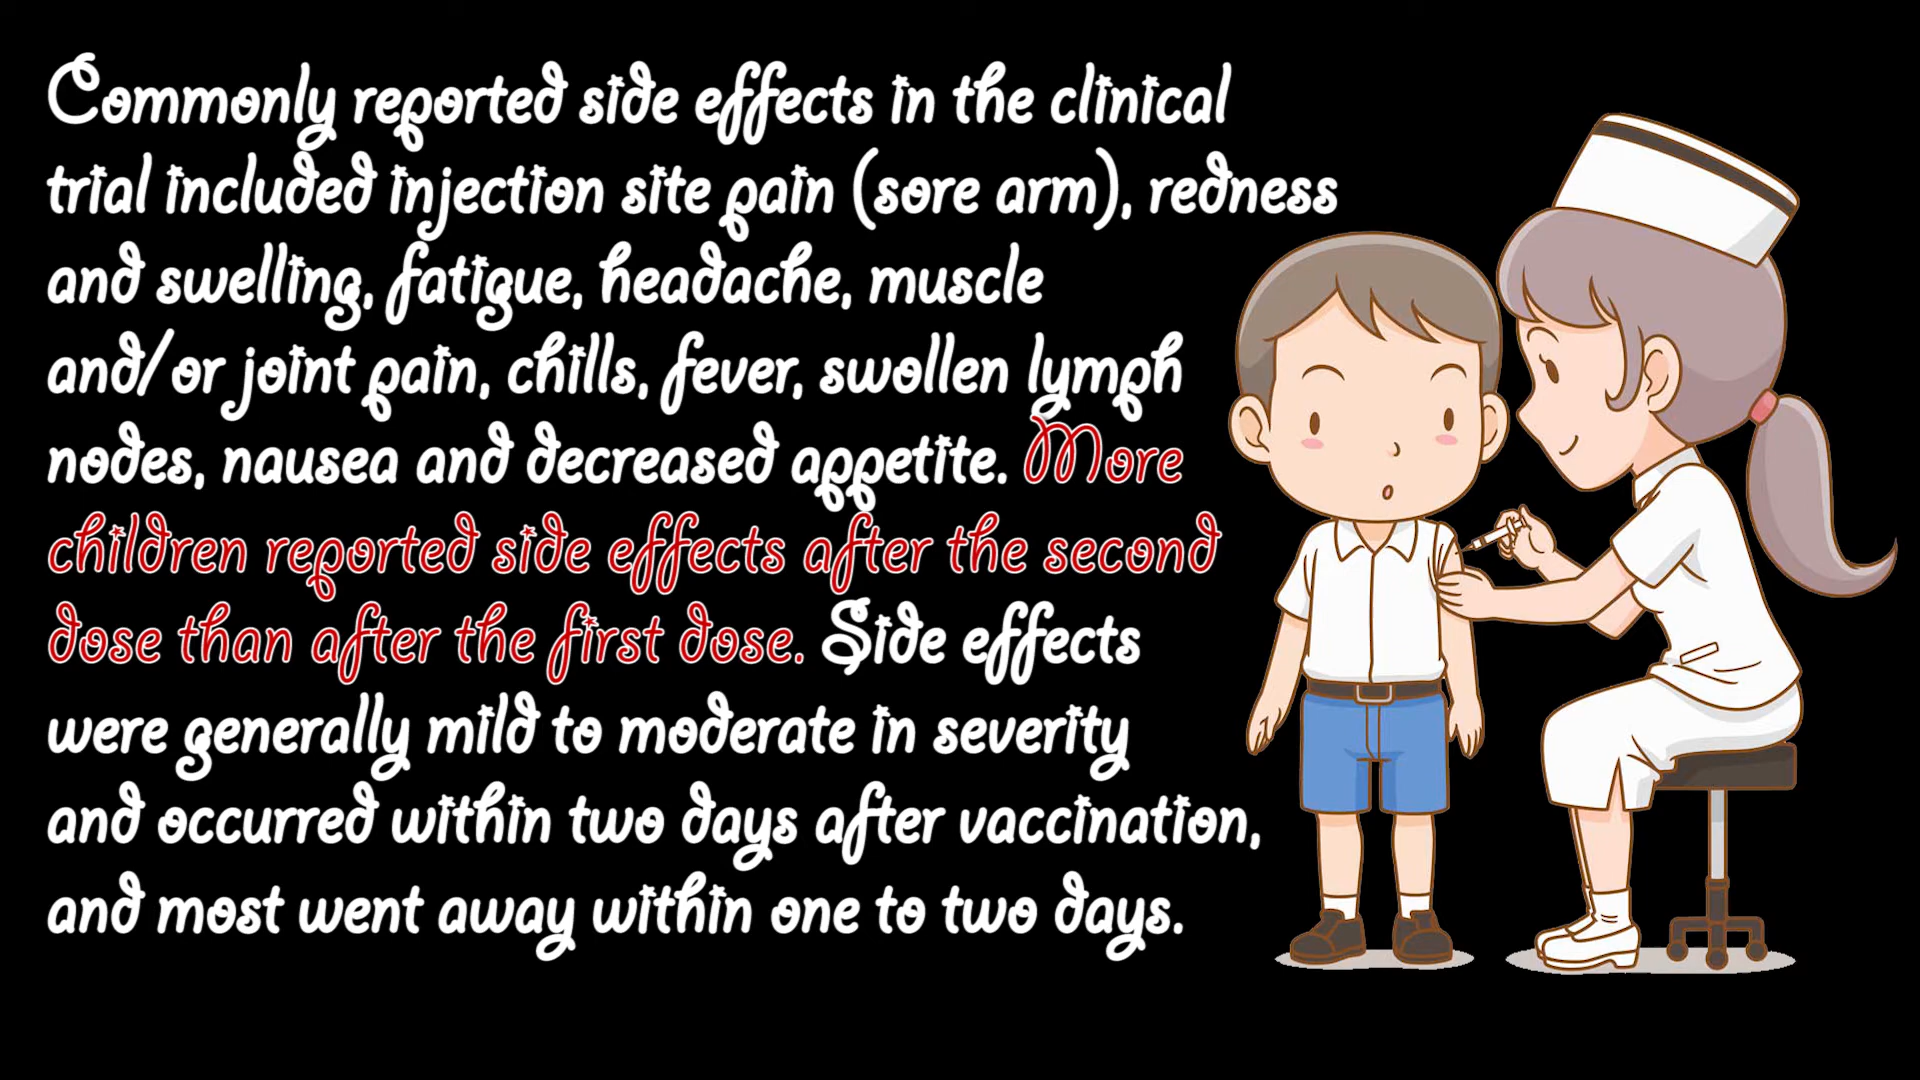 Commonly reported side effects in the clinical
trial included injection site pain (sore arm), redness
and swelling, fatigue, headache, muscle
and/or joint pain, chills, fever, swollen lymph
nodes, nausea and decreased appetite. More
children reported side effects after the second
dose than after the first dose. Side effects
were generally mild to moderate in severity
and occurred within two days after vaccination,
and most went away within one to two days.